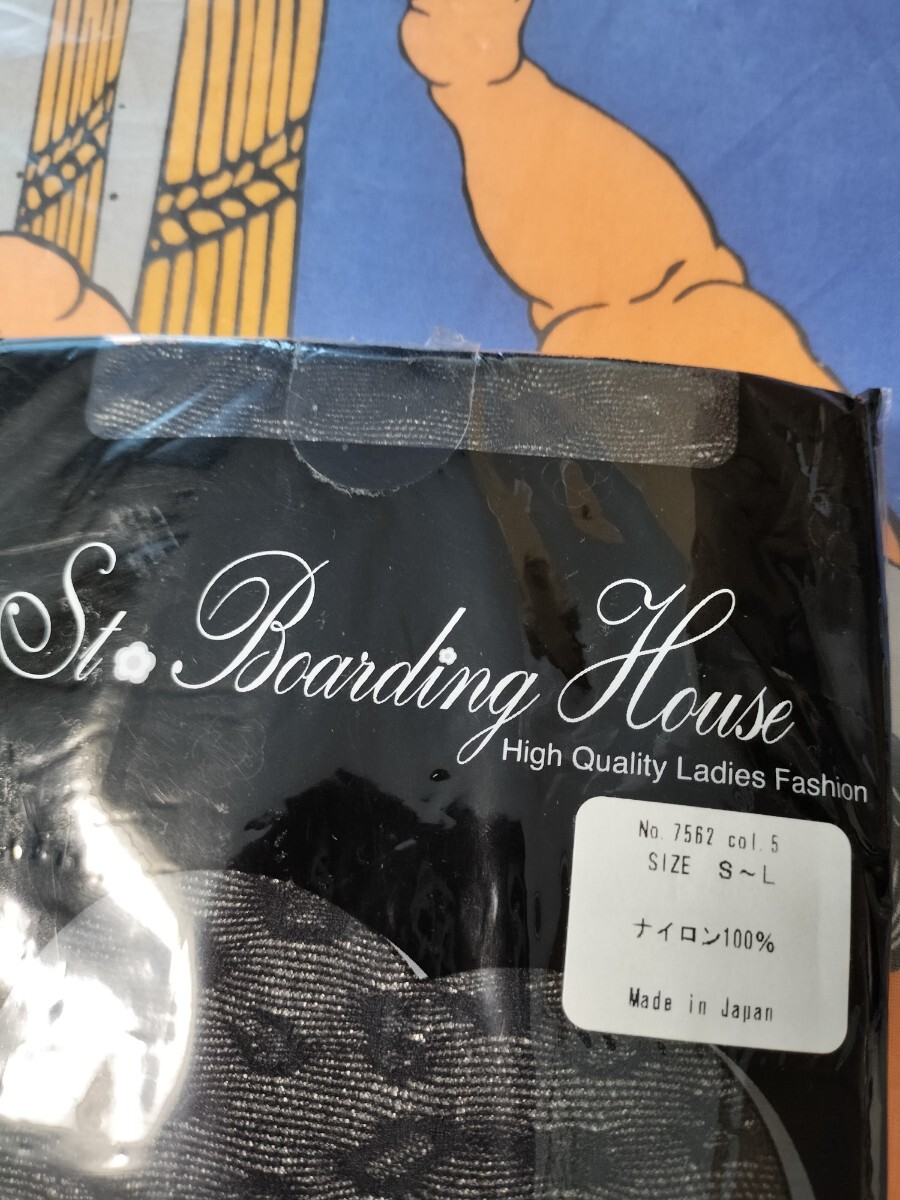 St. Boarding House
High Quality Ladies Fashion
No. 7562 col.5
SIZE S～L
ナイロン100%
Made in Japan